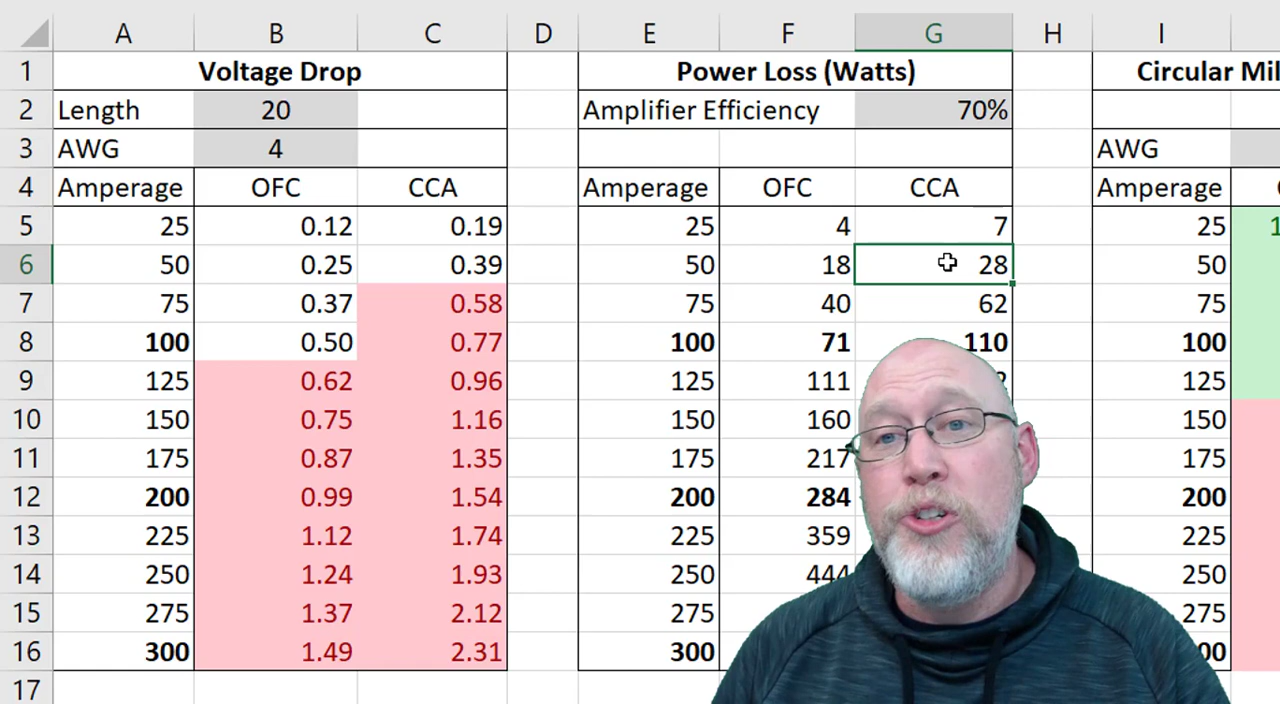 A B C D E F G H I
1 Voltage Drop Power Loss (Watts) Circular Mil
2 Length 20 Amplifier Efficiency 70%
3 AWG 4 AWG
4 Amperage OFC CCA Amperage OFC CCA Amperage
5 25 0.12 0.19 25 4 7 25
6 50 0.25 0.39 50 18 28 50
7 75 0.37 0.58 75 40 62 75
8 100 0.50 0.77 100 71 110 100
9 125 0.62 0.96 125 111 125
10 150 0.75 1.16 150 160 150
11 175 0.87 1.35 175 217 175
12 200 0.99 1.54 200 284 200
13 225 1.12 1.74 225 359 225
14 250 1.24 1.93 250 444 250
15 275 1.37 2.12 275 275
16 300 1.49 2.31 300
17